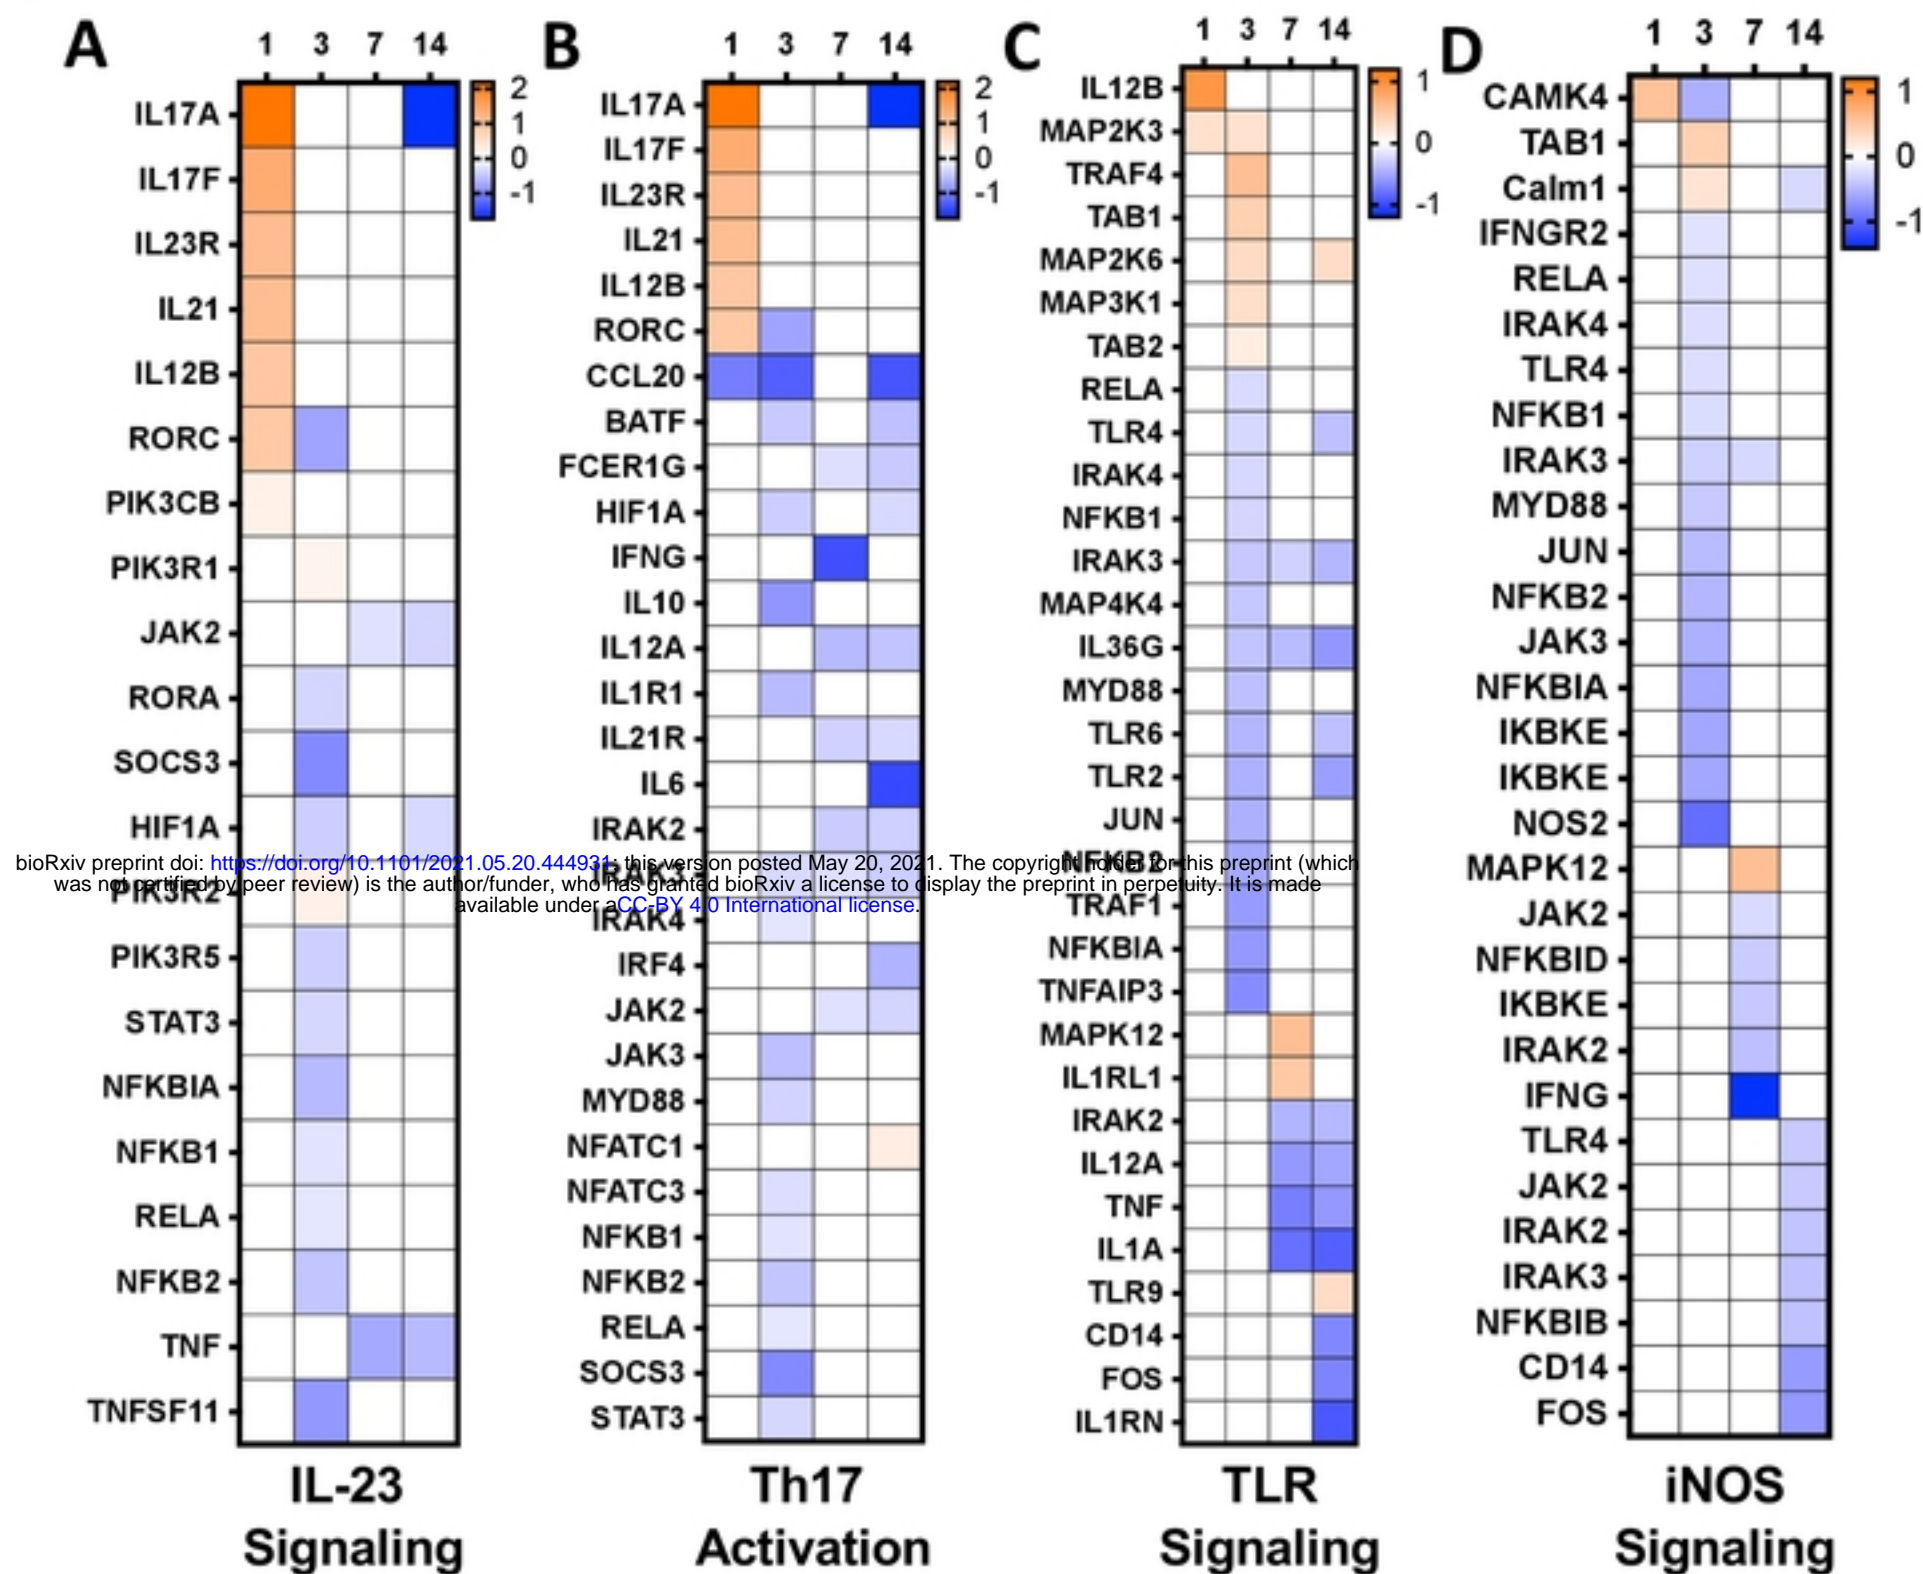 A
1 3 7 14
IL17A
IL17F
IL23R
IL21
IL12B
RORC
PIK3CB
PIK3R1
JAK2
RORA
SOCS3
HIF1A
PIK3R2
PIK3R5
STAT3
NFKBIA
NFKB1
RELA
NFKB2
TNF
TNFSF11
2
1
0
-1
IL-23
Signaling
B
1 3 7 14
IL17A
IL17F
IL23R
IL21
IL12B
RORC
CCL20
BATF
FCER1G
HIF1A
IFNG
IL10
IL12A
IL1R1
IL21R
IL6
IRAK2
IRAK3
IRAK4
IRF4
JAK2
JAK3
MYD88
NFATC1
NFATC3
NFKB1
NFKB2
RELA
SOCS3
STAT3
2
1
0
-1
Th17
Activation
C
1 3 7 14
IL12B
MAP2K3
TRAF4
TAB1
MAP2K6
MAP3K1
TAB2
RELA
TLR4
IRAK4
NFKB1
IRAK3
MAP4K4
IL36G
MYD88
TLR6
TLR2
JUN
NFKB2
TRAF1
NFKBIA
TNFAIP3
MAPK12
IL1RL1
IRAK2
IL12A
TNF
IL1A
TLR9
CD14
FOS
IL1RN
1
0
-1
TLR
Signaling
D
1 3 7 14
CAMK4
TAB1
Calm1
IFNGR2
RELA
IRAK4
TLR4
NFKB1
IRAK3
MYD88
JUN
NFKB2
JAK3
NFKBIA
IKBKE
IKBKE
NOS2
MAPK12
JAK2
NFKBID
IKBKE
IRAK2
IFNG
TLR4
JAK2
IRAK2
IRAK3
NFKBIB
CD14
FOS
1
0
-1
iNOS
Signaling
bioRxiv preprint doi: https://doi.org/10.1101/2021.05.20.444931; this version posted May 20, 2021. The copyright holder for this preprint (which
was not certified by peer review) is the author/funder, who has granted bioRxiv a license to display the preprint in perpetuity. It is made
available under aCC-BY 4.0 International license.